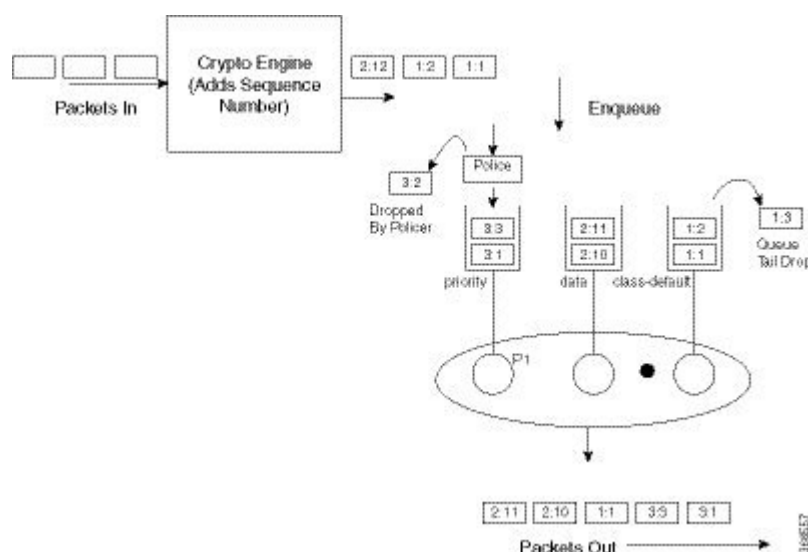 Crypto Engine
(Adds Sequence
Number)
2:12 1:2 1:1
Packets In
Enqueue
Police
3:2
Dropped
By Policer
1:3
Queue
Tail Drop
3:3 2:11 1:2
3:1 2:10 1:1
priority data class-default
P1
2:11 2:10 1:1 3:3 3:1
Packets Out